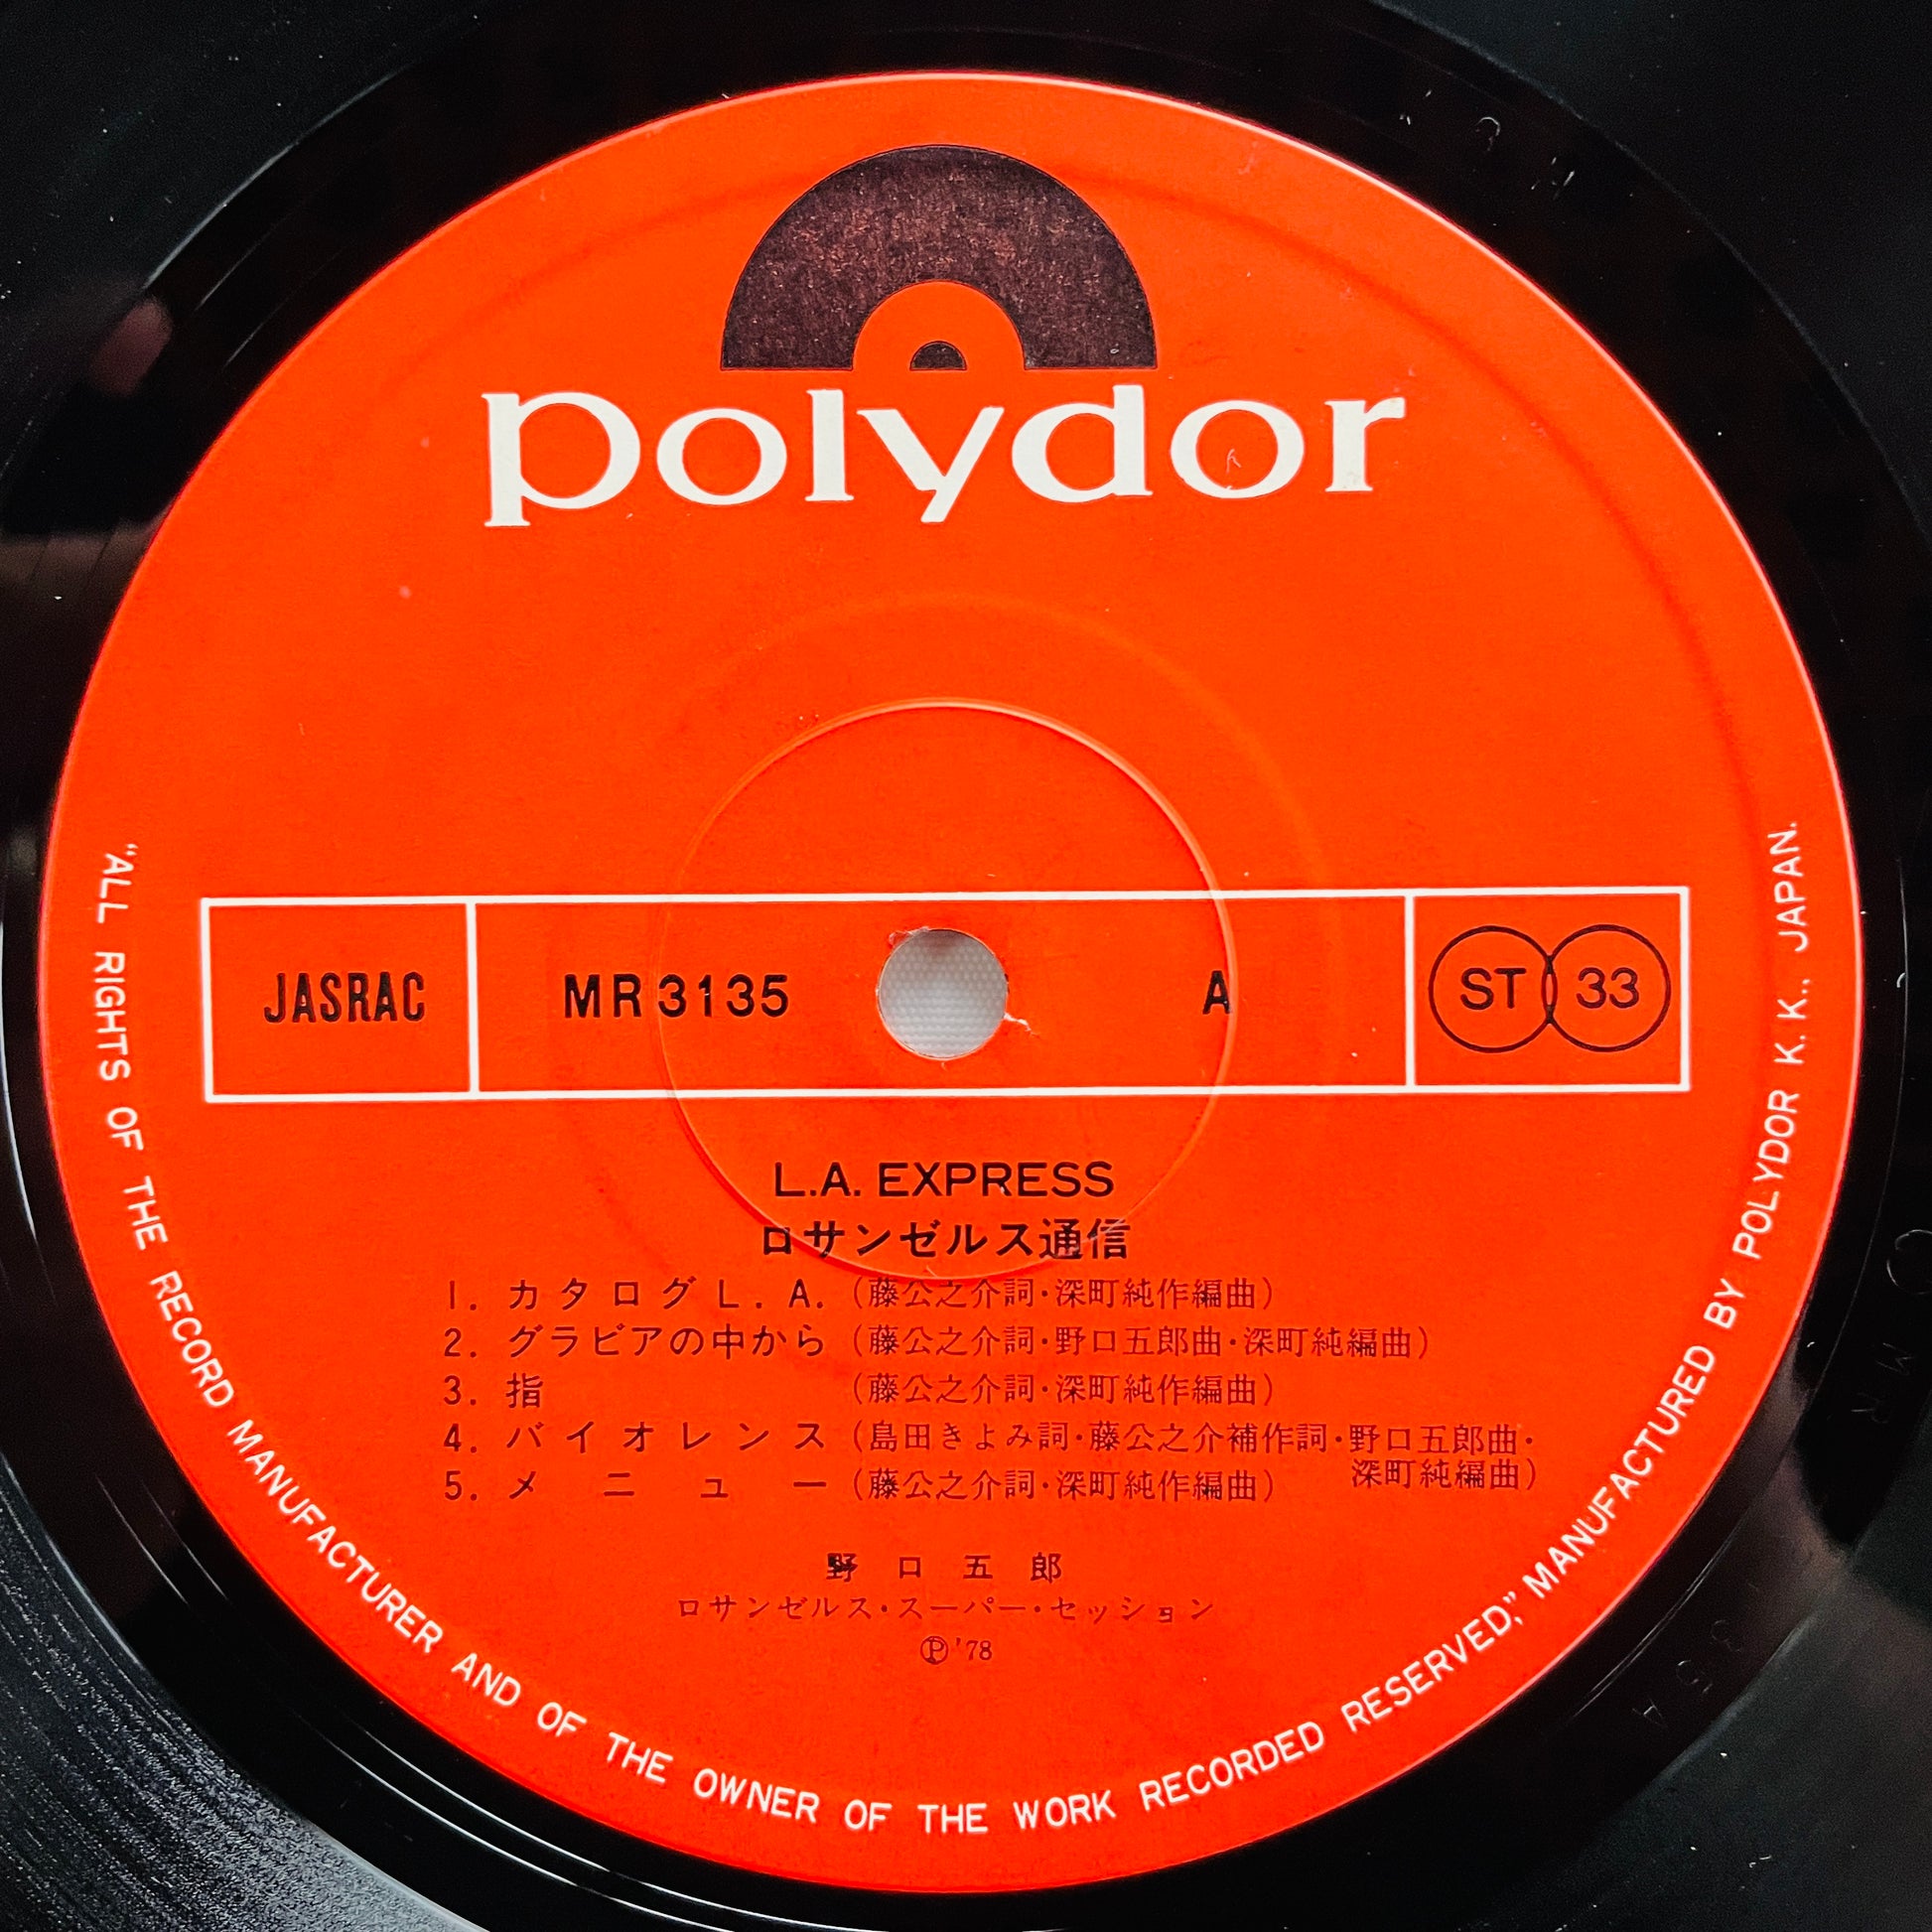 polydor
JASRAC MR 3135 A ST 33
L.A. EXPRESS
ロサンゼルス通信
1. カタログL.A. (藤公之介詞・深町純作編曲)
2. グラビアの中から (藤公之介詞・野口五郎曲・深町純編曲)
3. 指 (藤公之介詞・深町純作編曲)
4. バイオレンス (島田きよみ詞・藤公之介補作詞・野口五郎曲・
深町純編曲)
5. メニュー (藤公之介詞・深町純作編曲)
野口五郎
ロサンゼルス・スーパー・セッション
Ⓟ '78
"ALL RIGHTS OF THE RECORD MANUFACTURER AND OF THE OWNER OF THE WORK RECORDED RESERVED," MANUFACTURED BY POLYDOR K.K., JAPAN.